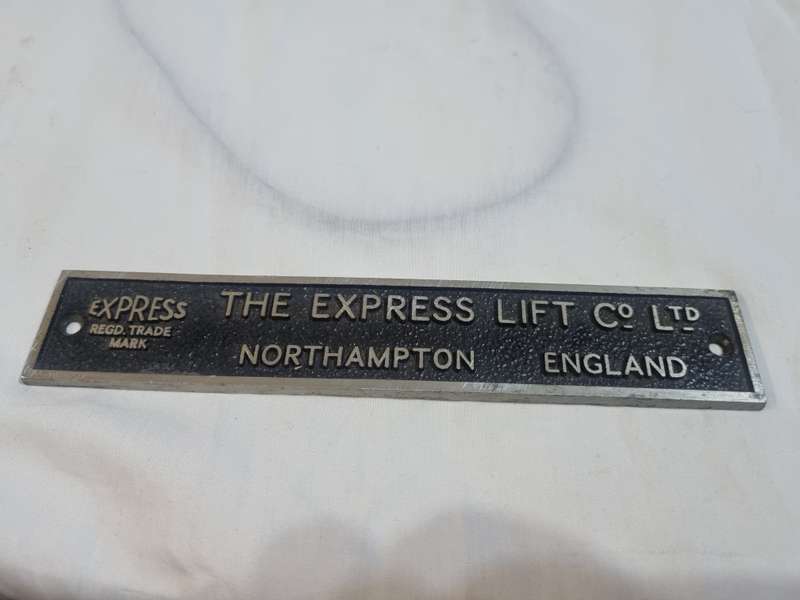 EXPRESS
REGD. TRADE
MARK
THE EXPRESS LIFT Co LTD
NORTHAMPTON ENGLAND